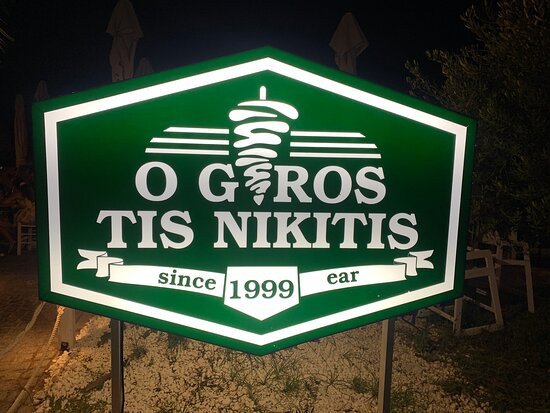 O GYROS
TIS NIKITIS
since 1999 ear